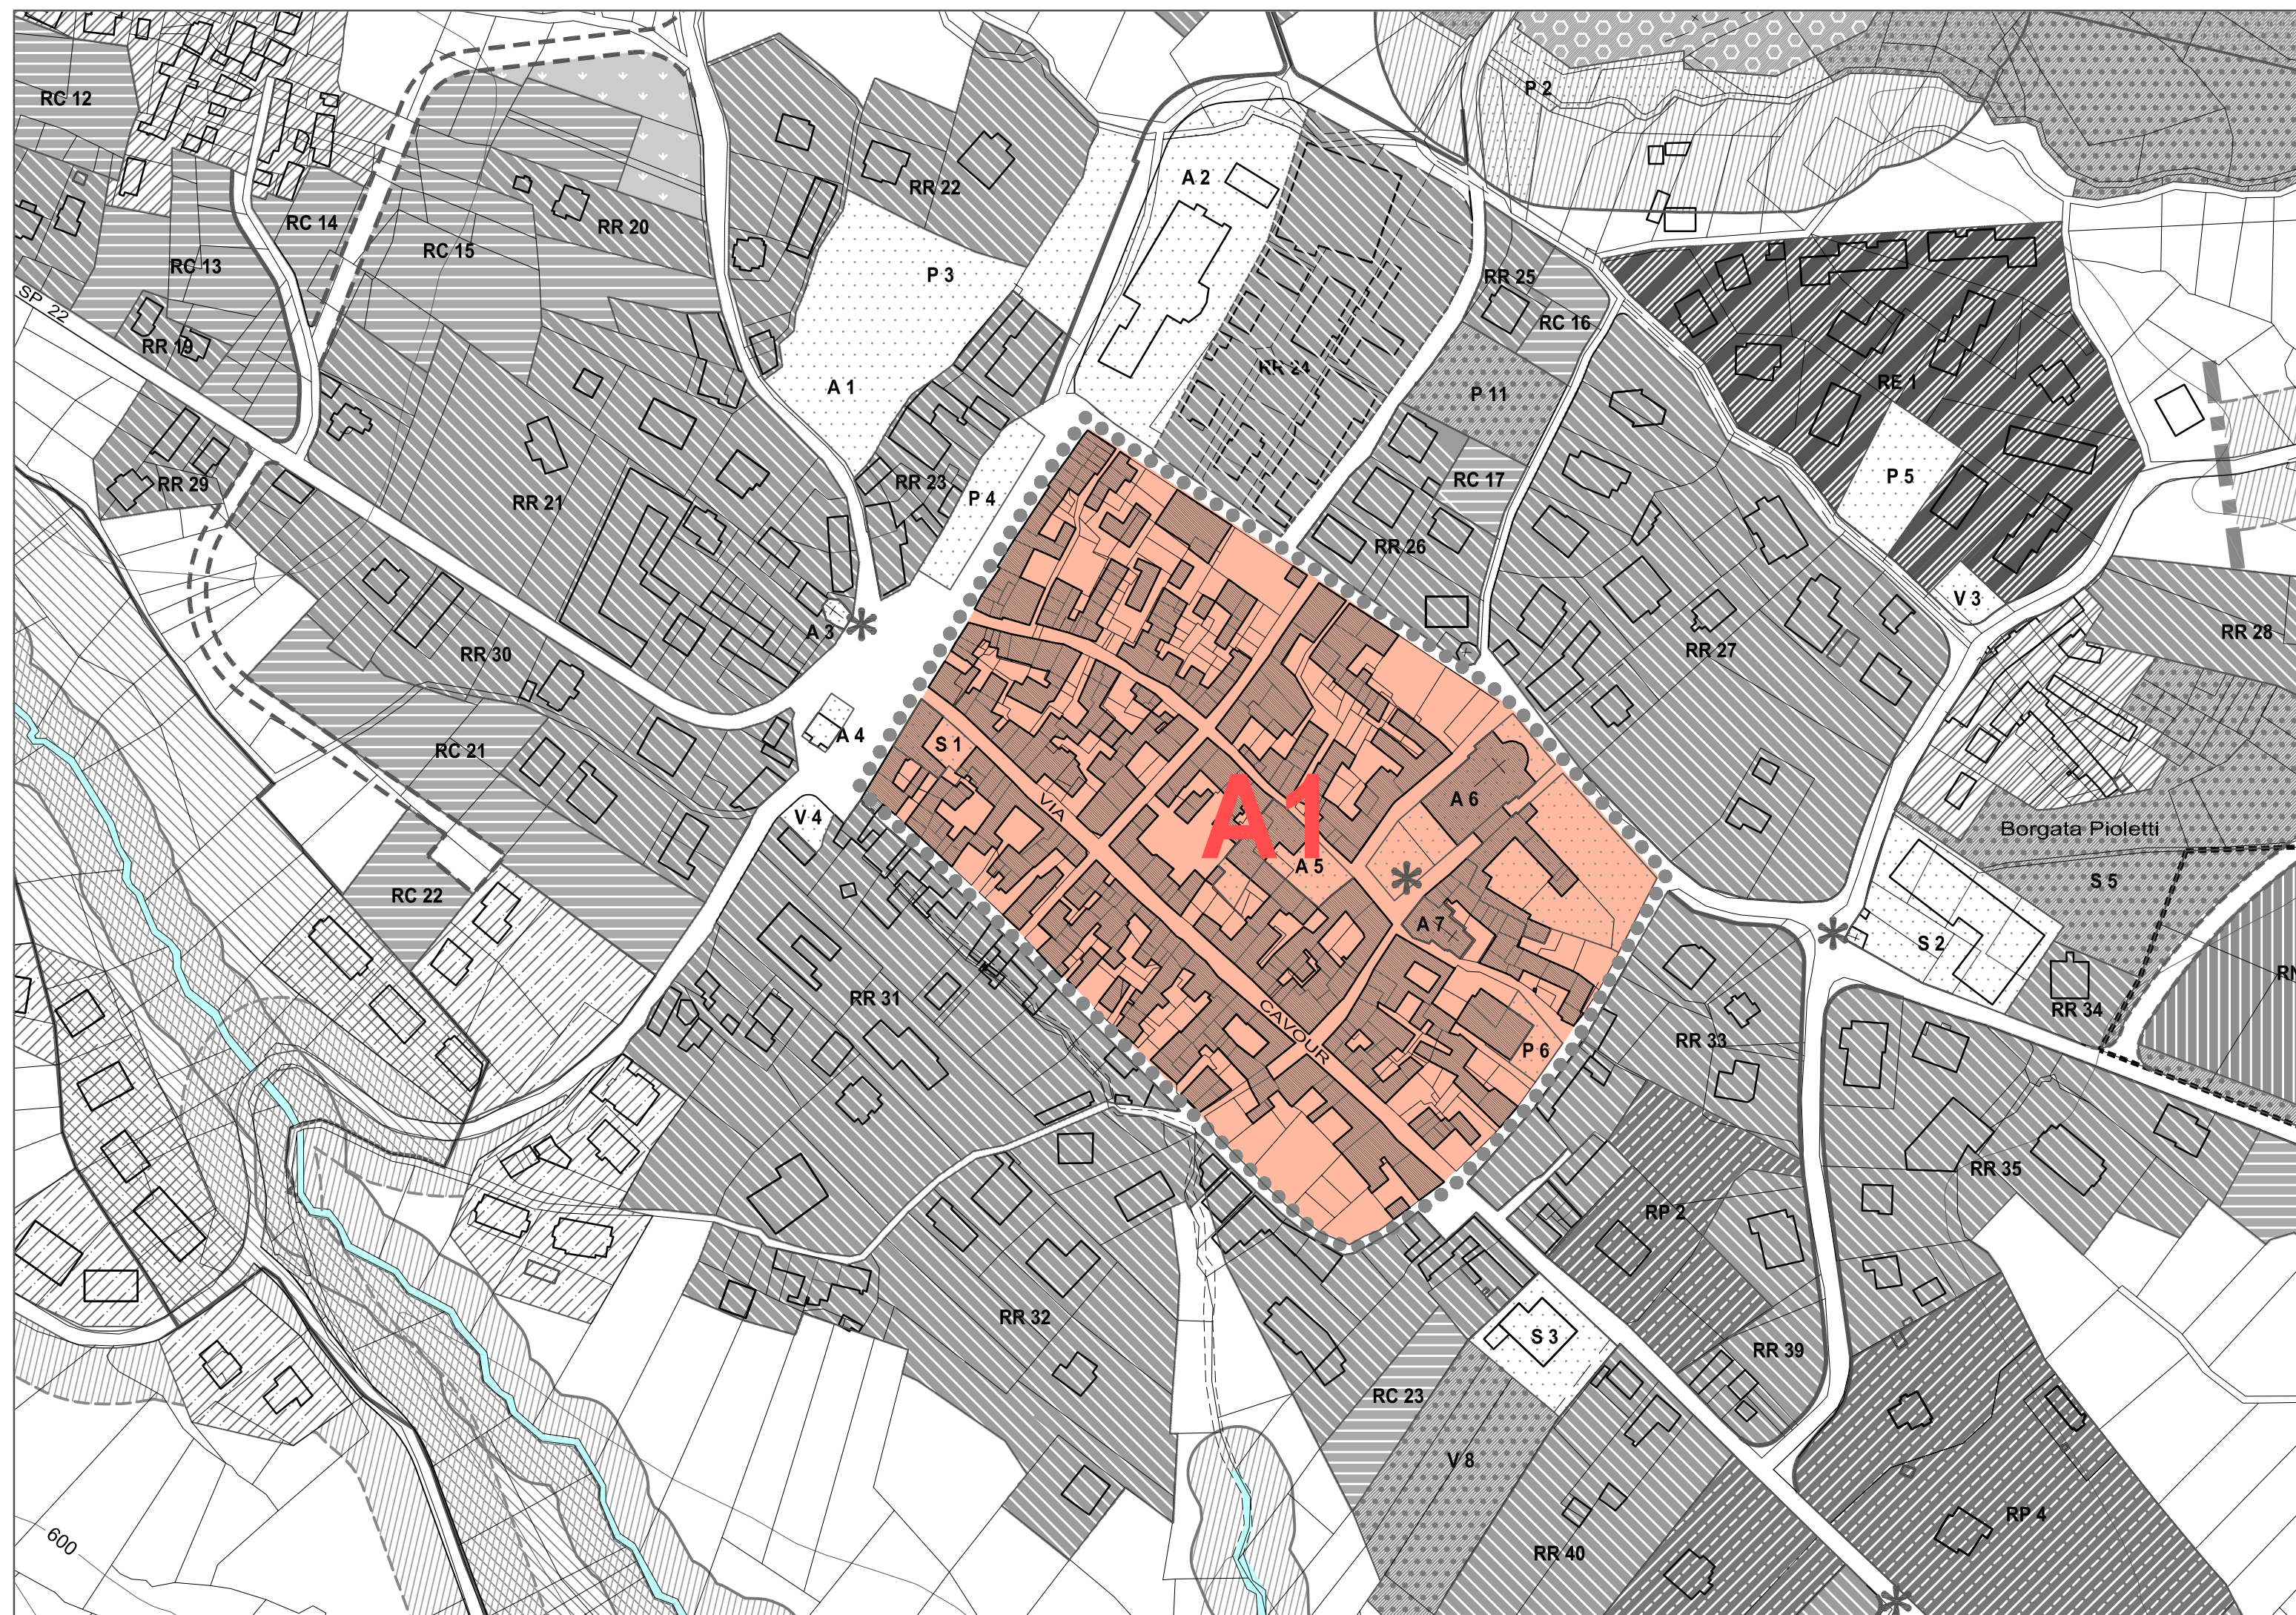 P 2
RC 12
A 2
RR 22
RC 14
RR 20
RC 15
RC 13
P 3
RR 25
SP 22
RC 16
RR 19
RR 24
A 1
RE 1
P 11
P 5
RC 17
RR 29
RR 23
P 4
RR 21
RR 26
V 3
A 3
RR 28
RR 30
RR 27
A 4
S 1
RC 21
VIA
A 6
A1
V 4
Borgata Pioletti
A 5
S 5
RC 22
A 7
S 2
RR 31
RR 34
CAVOUR
RR 33
P 6
RR 35
RP 2
RR 32
S 3
RR 39
RC 23
V 8
RP 4
600
RR 40